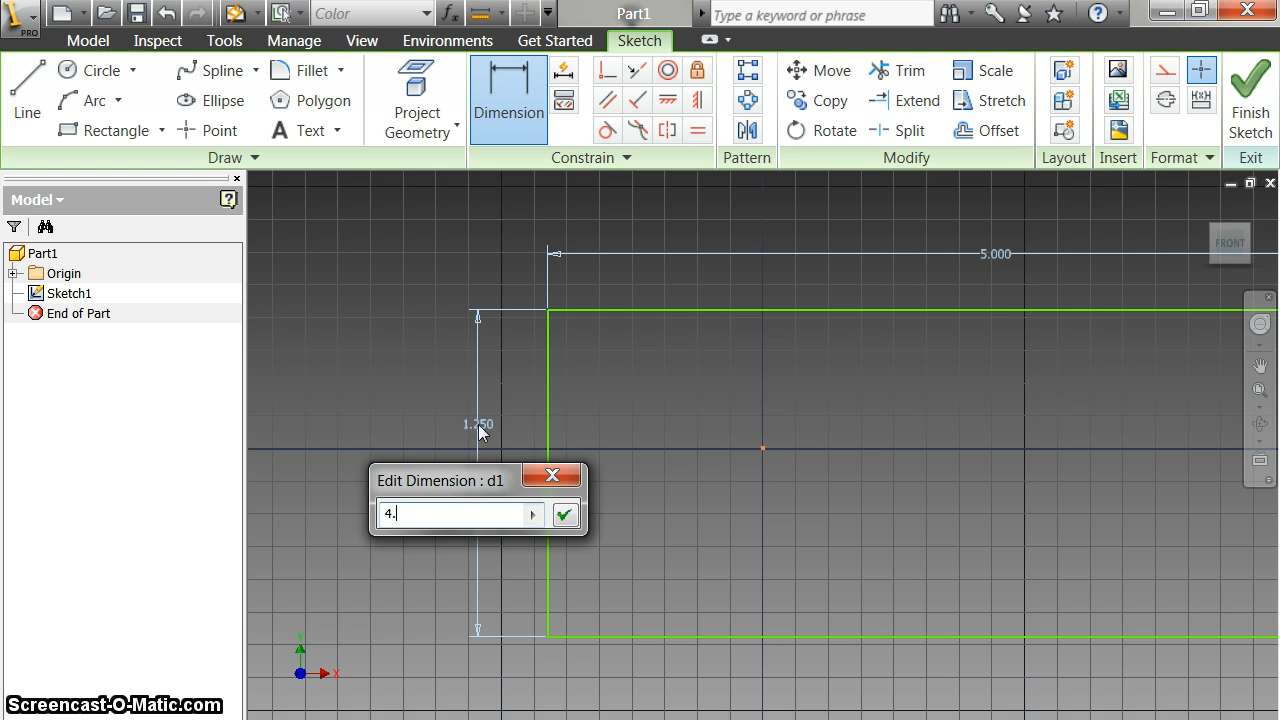 PRO
Color
Part1
Type a keyword or phrase
Model Inspect Tools Manage View Environments Get Started Sketch
Line
Circle
Arc
Rectangle
Spline
Ellipse
Point
Fillet
Polygon
Text
Project
Geometry
Dimension
Move
Copy
Rotate
Trim
Extend
Split
Scale
Stretch
Offset
Finish
Sketch
Draw Constrain Pattern Modify Layout Insert Format Exit
Model
Part1
Origin
Sketch1
End of Part
5.000
FRONT
1.250
Edit Dimension : d1
4.
Y
X
Screencast-O-Matic.com